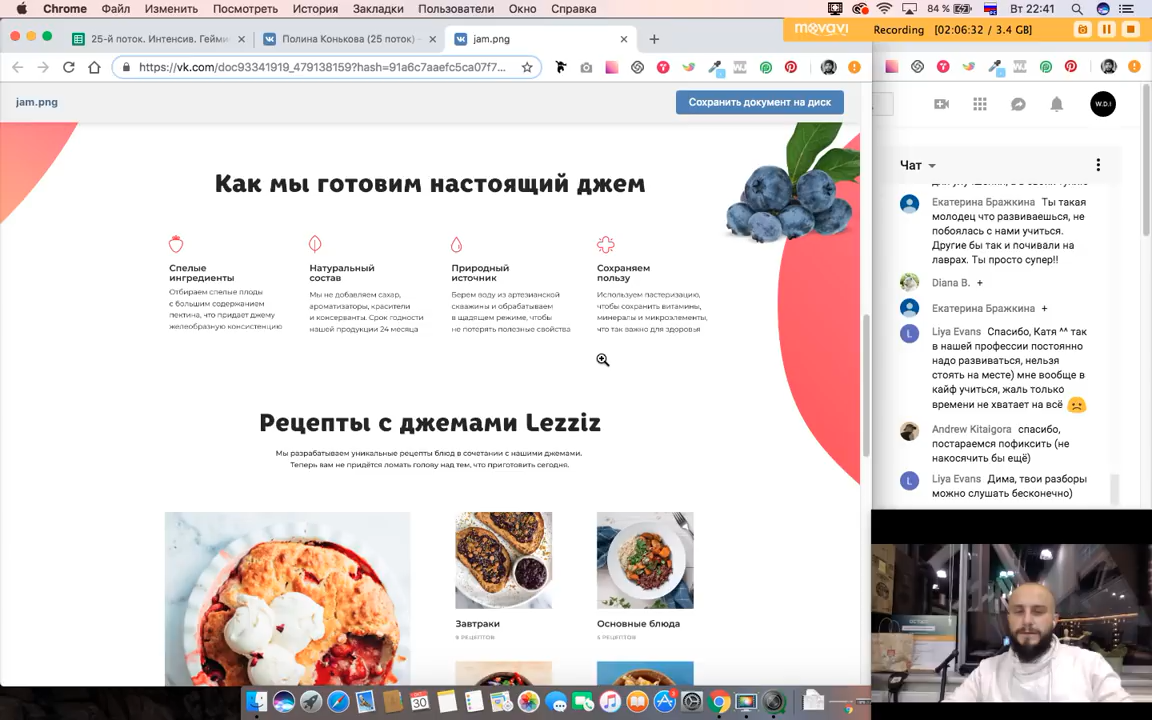 Chrome Файл Изменить Посмотреть История Закладки Пользователи Окно Справка
84 % Вт 22:41
movavi Recording [02:06:32 / 3.4 GB]
25-й поток. Интенсив. Гейми
Полина Конькова (25 поток) –
jam.png
https://vk.com/doc93341919_479138159?hash=91a6c7aaefc5ca07f7...
jam.png
Сохранить документ на диск
W.D.I
Как мы готовим настоящий джем
Спелые
ингредиенты
Отбираем спелые плоды
с большим содержанием
пектина, что придает джему
желеобразную консистенцию
Натуральный
состав
Мы не добавляем сахар,
ароматизаторы, красители
и консерванты. Срок годности
нашей продукции 24 месяца
Природный
источник
Берем воду из артезианской
скважины и обрабатываем
в щадящем режиме, чтобы
не потерять полезные свойства
Сохраняем
пользу
Используем пастеризацию,
чтобы сохранить витамины,
минералы и микроэлементы,
что так важно для здоровья
Рецепты с джемами Lezziz
Мы разрабатываем уникальные рецепты блюд в сочетании с нашими джемами.
Теперь вам не придётся ломать голову над тем, что приготовить сегодня.
Завтраки
9 РЕЦЕПТОВ
Основные блюда
5 РЕЦЕПТОВ
Чат
Екатерина Бражкина Ты такая
молодец что развиваешься, не
побоялась с нами учиться.
Другие бы так и почивали на
лаврах. Ты просто супер!!
Diana B. +
Екатерина Бражкина +
L Liya Evans Спасибо, Катя ^^ так
в нашей профессии постоянно
надо развиваться, нельзя
стоять на месте) мне вообще в
кайф учиться, жаль только
времени не хватает на всё
Andrew Kitaigora спасибо,
постараемся пофиксить (не
накосячить бы ещё)
L Liya Evans Дима, твои разборы
можно слушать бесконечно)
30